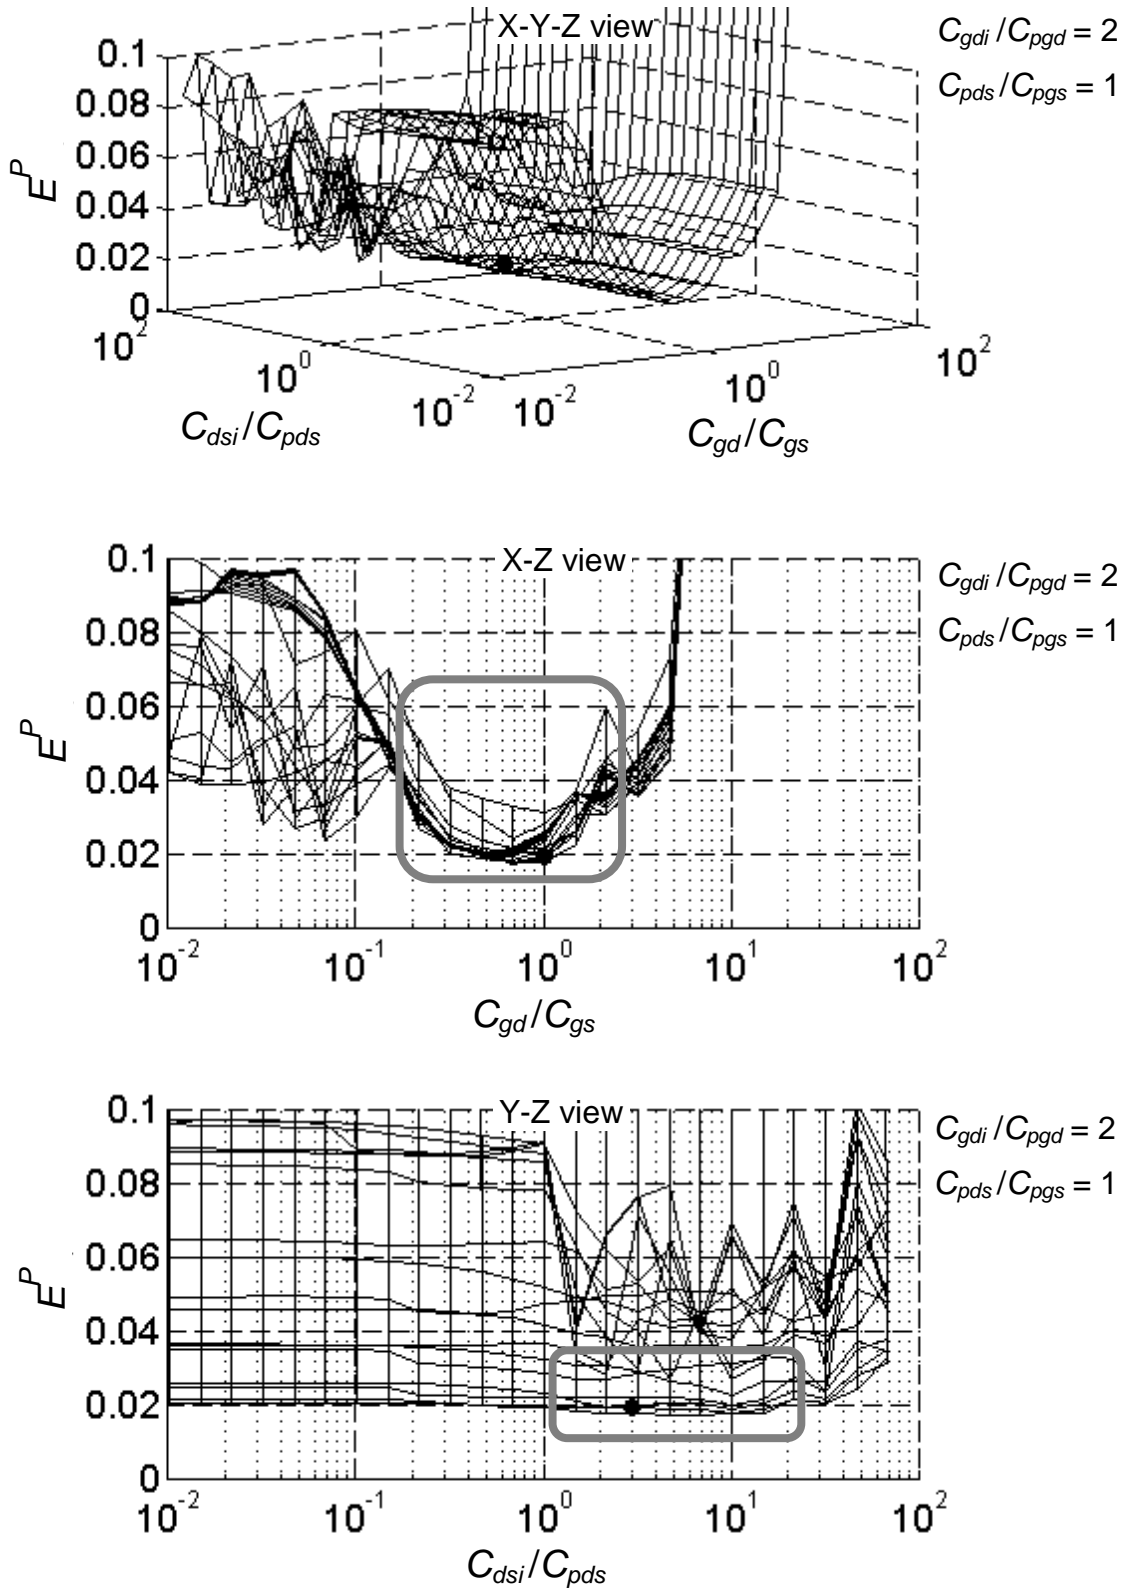 X-Y-Z view
C_gdi/C_pgd = 2
C_pds/C_pgs = 1
0.1
0.08
0.06
0.04
0.02
0
E^P
10^2
10^0
10^-2
C_dsi/C_pds
10^-2
10^0
10^2
C_gd/C_gs
X-Z view
C_gdi/C_pgd = 2
C_pds/C_pgs = 1
0.1
0.08
0.06
0.04
0.02
0
E^P
10^-2 10^-1 10^0 10^1 10^2
C_gd/C_gs
Y-Z view
C_gdi/C_pgd = 2
C_pds/C_pgs = 1
0.1
0.08
0.06
0.04
0.02
0
E^P
10^-2 10^-1 10^0 10^1 10^2
C_dsi/C_pds